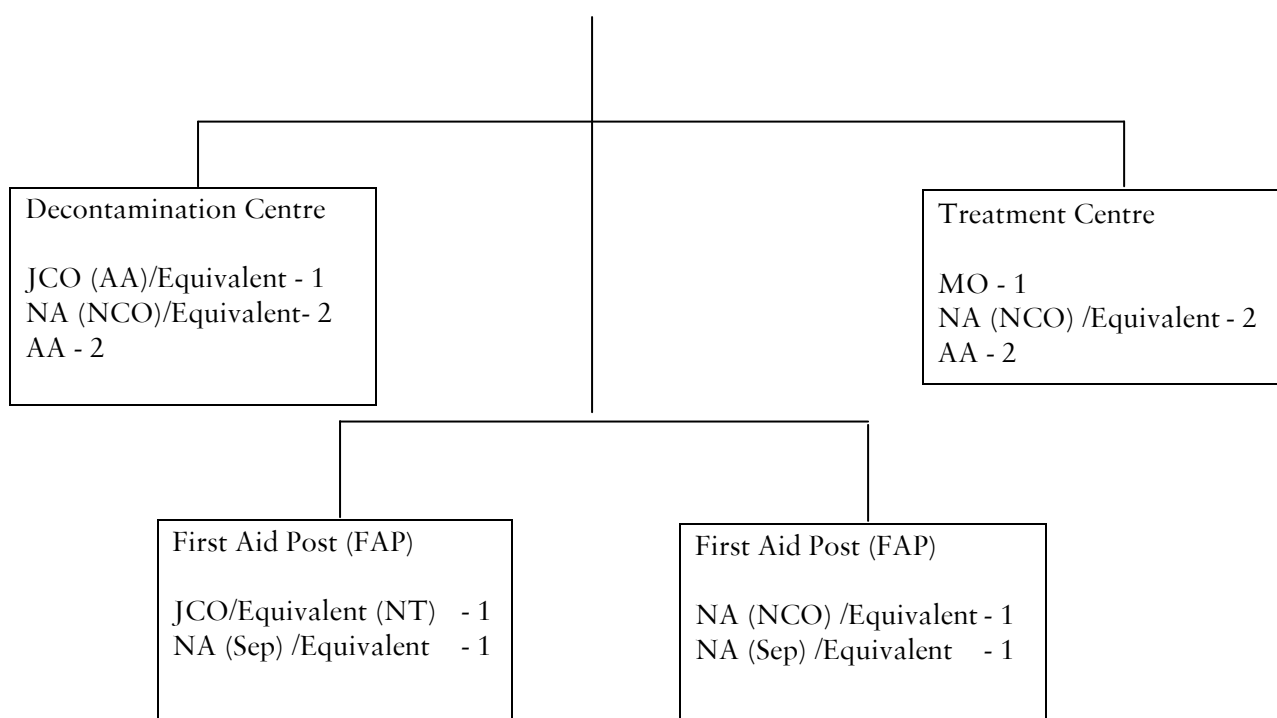 Decontamination Centre
JCO (AA)/Equivalent - 1
NA (NCO)/Equivalent- 2
AA - 2
Treatment Centre
MO - 1
NA (NCO) /Equivalent - 2
AA - 2
First Aid Post (FAP)
JCO/Equivalent (NT) - 1
NA (Sep) /Equivalent - 1
First Aid Post (FAP)
NA (NCO) /Equivalent - 1
NA (Sep) /Equivalent - 1